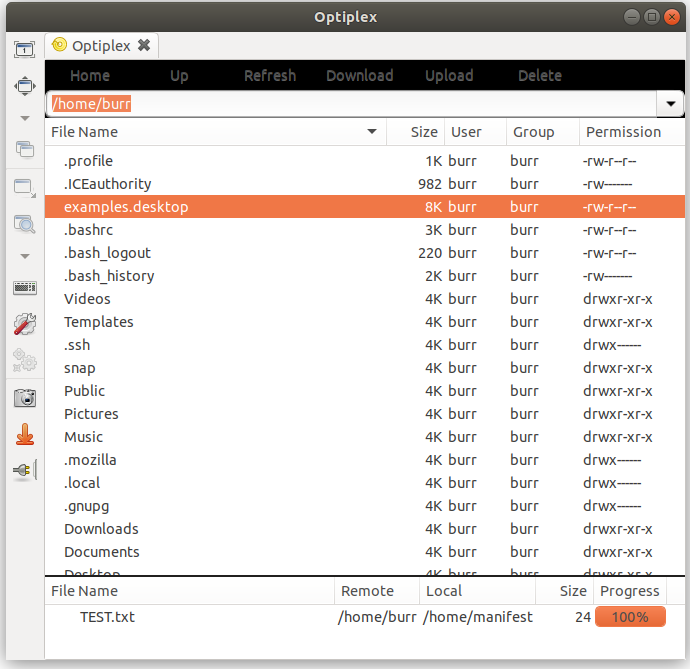 Optiplex
Optiplex
Home Up Refresh Download Upload Delete
/home/burr
File Name Size User Group Permission
.profile 1K burr burr -rw-r--r--
.ICEauthority 982 burr burr -rw-------
examples.desktop 8K burr burr -rw-r--r--
.bashrc 3K burr burr -rw-r--r--
.bash_logout 220 burr burr -rw-r--r--
.bash_history 2K burr burr -rw-------
Videos 4K burr burr drwxr-xr-x
Templates 4K burr burr drwxr-xr-x
.ssh 4K burr burr drwx------
snap 4K burr burr drwxr-xr-x
Public 4K burr burr drwxr-xr-x
Pictures 4K burr burr drwxr-xr-x
Music 4K burr burr drwxr-xr-x
.mozilla 4K burr burr drwx------
.local 4K burr burr drwx------
.gnupg 4K burr burr drwx------
Downloads 4K burr burr drwxr-xr-x
Documents 4K burr burr drwxr-xr-x
Desktop 4K burr burr drwxr-xr-x
File Name Remote Local Size Progress
TEST.txt /home/burr /home/manifest 24 100%